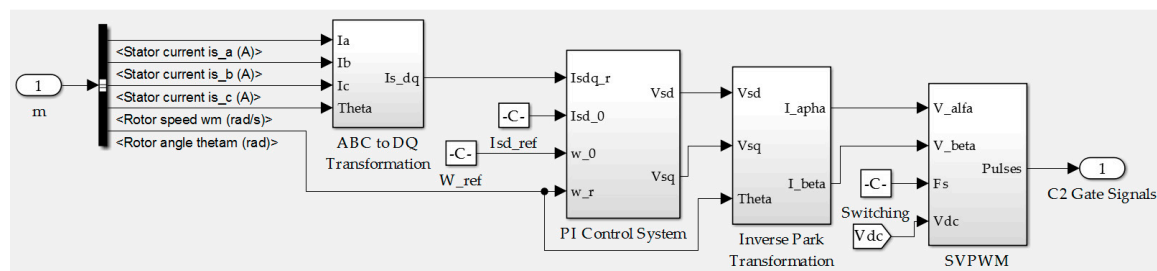 1
m
<Stator current is_a (A)>
<Stator current is_b (A)>
<Stator current is_c (A)>
<Rotor speed wm (rad/s)>
<Rotor angle thetam (rad)>
Ia
Ib
Ic
Theta
Is_dq
ABC to DQ
Transformation
-C-
Isd_ref
-C-
W_ref
Isdq_r
Isd_0
w_0
w_r
Vsd
Vsq
PI Control System
Vsd
Vsq
Theta
I_apha
I_beta
Inverse Park
Transformation
-C-
Switching
Vdc
V_alfa
V_beta
Fs
Vdc
Pulses
SVPWM
1
C2 Gate Signals